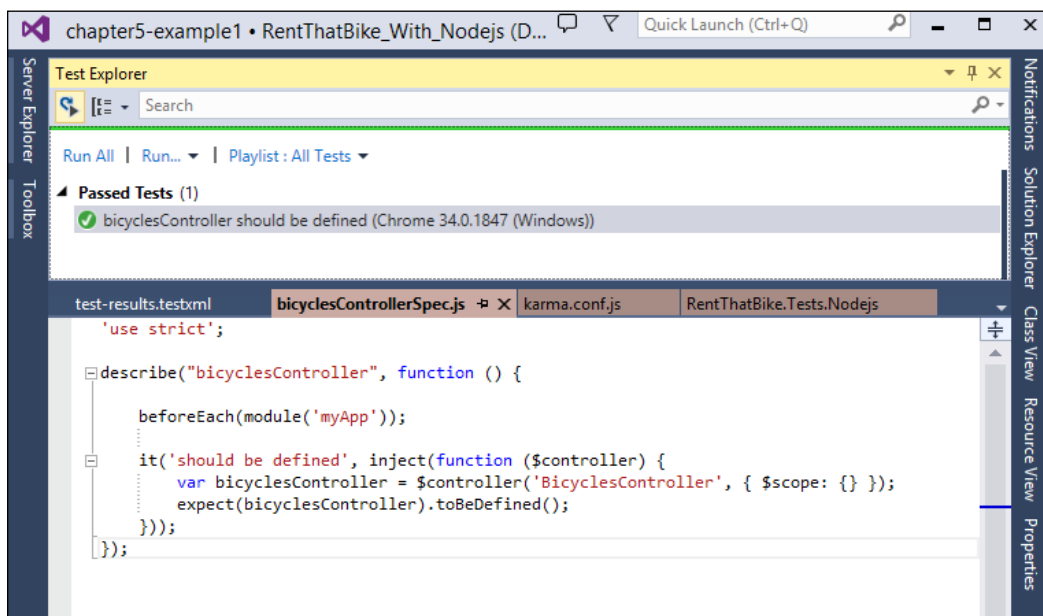 chapter5-example1 • RentThatBike_With_Nodejs (D...
Quick Launch (Ctrl+Q)
Server Explorer
Toolbox
Test Explorer
Search
Run All | Run... | Playlist : All Tests
Passed Tests (1)
bicyclesController should be defined (Chrome 34.0.1847 (Windows))
test-results.testxml bicyclesControllerSpec.js karma.conf.js RentThatBike.Tests.Nodejs
'use strict';
describe("bicyclesController", function () {
beforeEach(module('myApp'));
it('should be defined', inject(function ($controller) {
var bicyclesController = $controller('BicyclesController', { $scope: {} });
expect(bicyclesController).toBeDefined();
}));
});
Notifications
Solution Explorer
Class View
Resource View
Properties